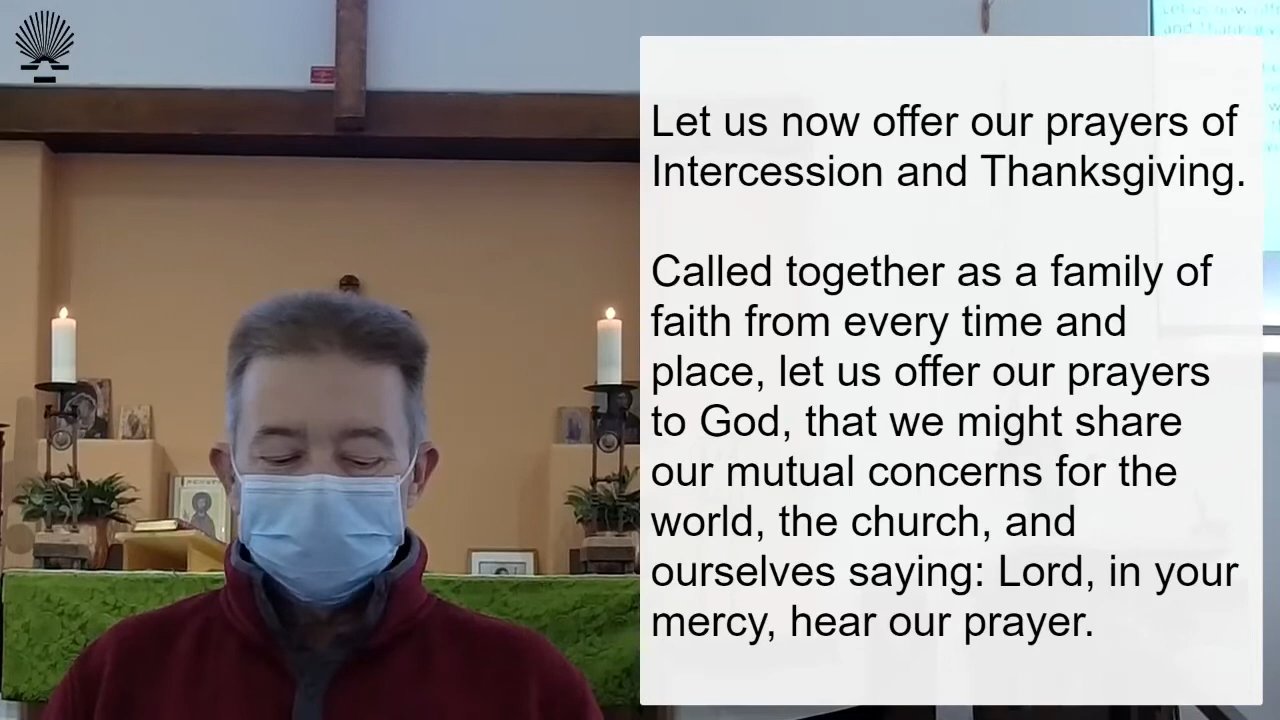 Let us now offer our prayers of
Intercession and Thanksgiving.
Called together as a family of
faith from every time and
place, let us offer our prayers
to God, that we might share
our mutual concerns for the
world, the church, and
ourselves saying: Lord, in your
mercy, hear our prayer.